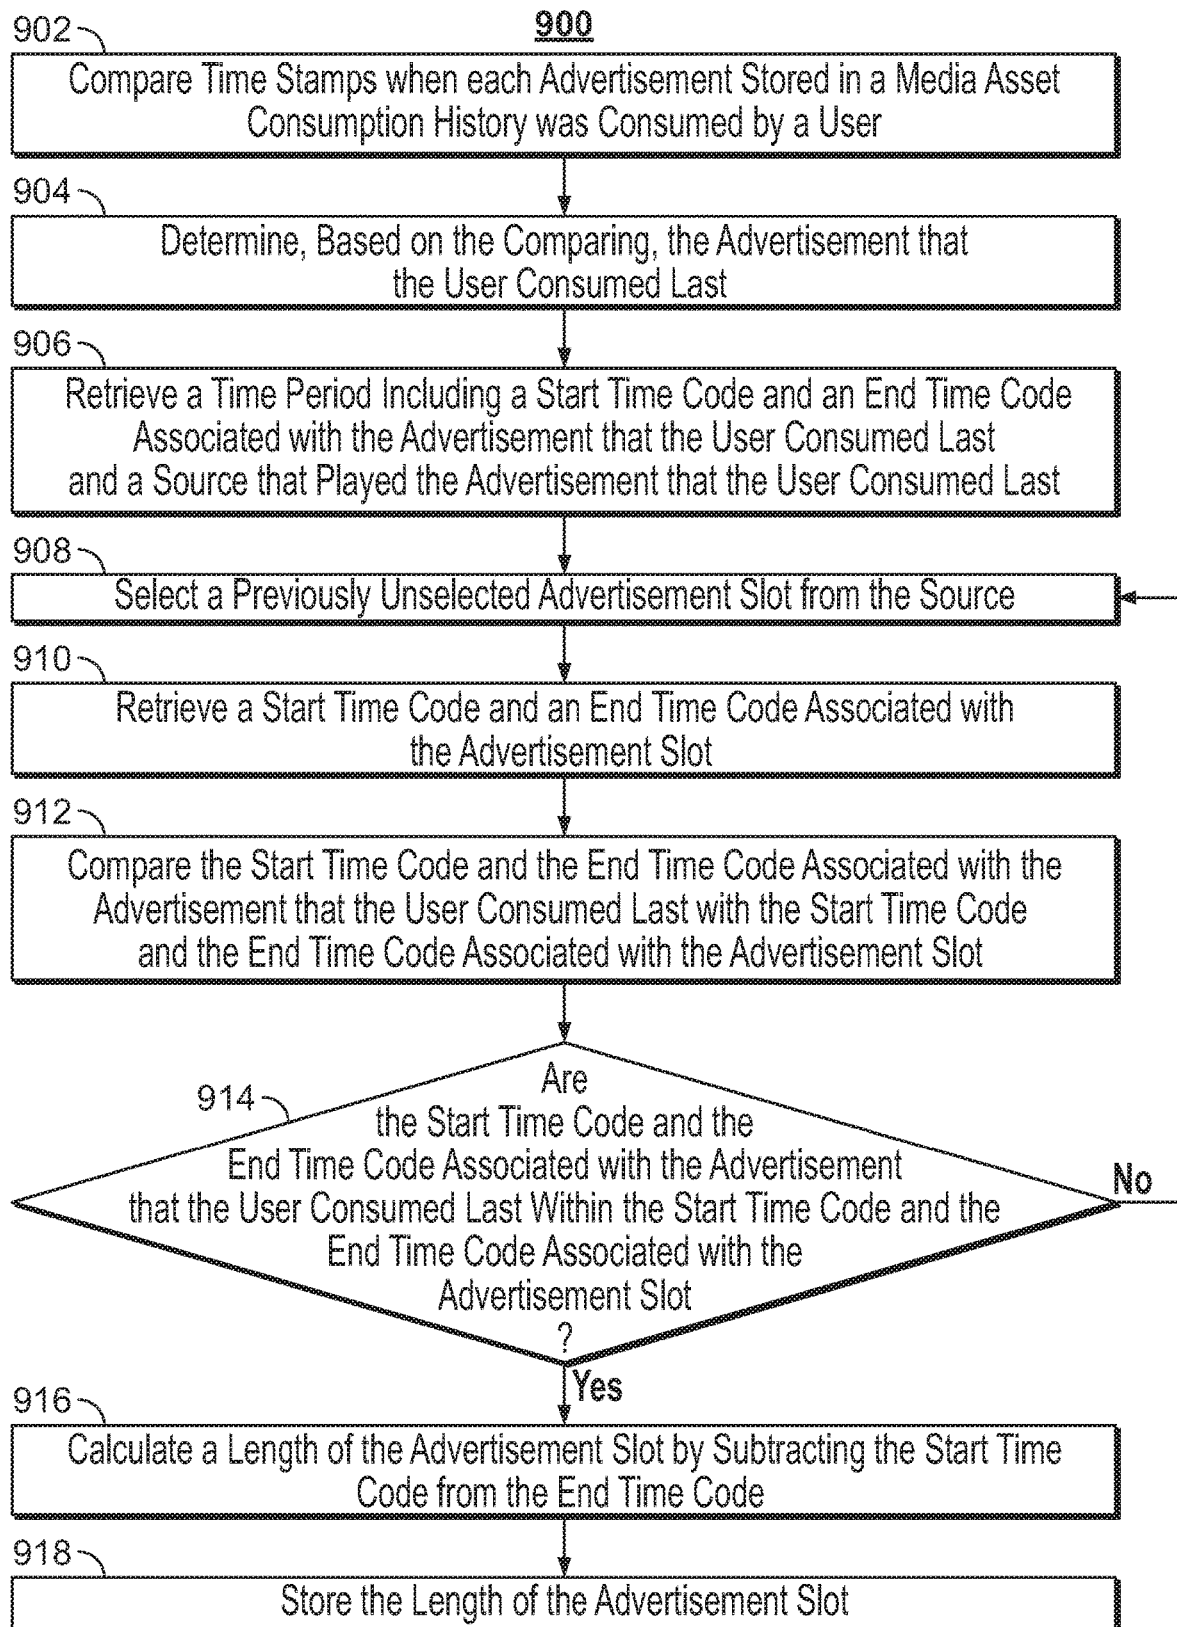 900
902
Compare Time Stamps when each Advertisement Stored in a Media Asset
Consumption History was Consumed by a User
904
Determine, Based on the Comparing, the Advertisement that
the User Consumed Last
906
Retrieve a Time Period Including a Start Time Code and an End Time Code
Associated with the Advertisement that the User Consumed Last
and a Source that Played the Advertisement that the User Consumed Last
908
Select a Previously Unselected Advertisement Slot from the Source
910
Retrieve a Start Time Code and an End Time Code Associated with
the Advertisement Slot
912
Compare the Start Time Code and the End Time Code Associated with the
Advertisement that the User Consumed Last with the Start Time Code
and the End Time Code Associated with the Advertisement Slot
914
Are
the Start Time Code and the
End Time Code Associated with the Advertisement
that the User Consumed Last Within the Start Time Code and the
End Time Code Associated with the
Advertisement Slot
?
No
Yes
916
Calculate a Length of the Advertisement Slot by Subtracting the Start Time
Code from the End Time Code
918
Store the Length of the Advertisement Slot